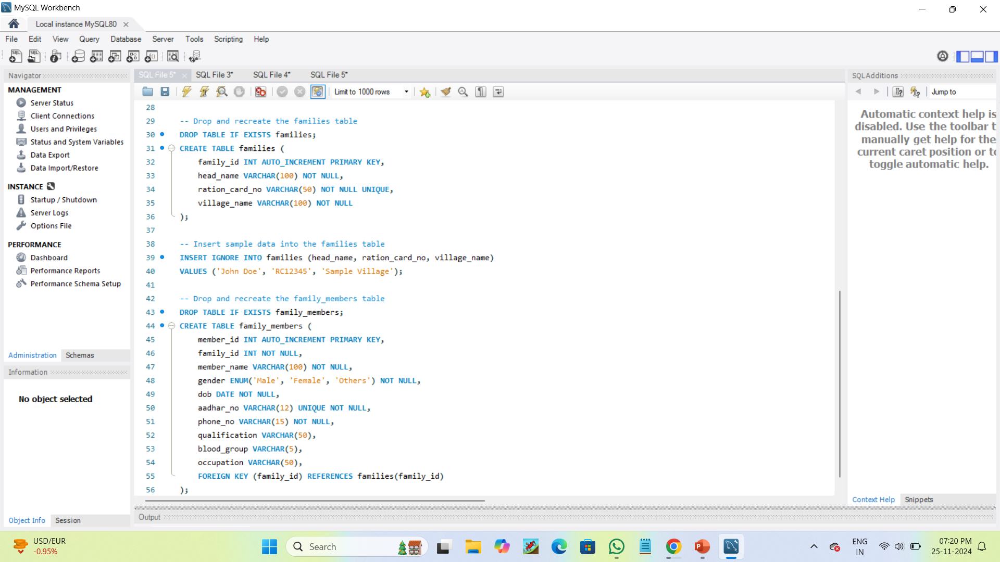 MySQL Workbench
Local instance MySQL80
File Edit View Query Database Server Tools Scripting Help
Navigator
MANAGEMENT
Server Status
Client Connections
Users and Privileges
Status and System Variables
Data Export
Data Import/Restore
INSTANCE
Startup / Shutdown
Server Logs
Options File
PERFORMANCE
Dashboard
Performance Reports
Performance Schema Setup
Administration Schemas
Information
No object selected
Object Info Session
SQL File 5* SQL File 3* SQL File 4* SQL File 5*
Limit to 1000 rows
28
29 -- Drop and recreate the families table
30 DROP TABLE IF EXISTS families;
31 CREATE TABLE families (
32 family_id INT AUTO_INCREMENT PRIMARY KEY,
33 head_name VARCHAR(100) NOT NULL,
34 ration_card_no VARCHAR(50) NOT NULL UNIQUE,
35 village_name VARCHAR(100) NOT NULL
36 );
37
38 -- Insert sample data into the families table
39 INSERT IGNORE INTO families (head_name, ration_card_no, village_name)
40 VALUES ('John Doe', 'RC12345', 'Sample Village');
41
42 -- Drop and recreate the family_members table
43 DROP TABLE IF EXISTS family_members;
44 CREATE TABLE family_members (
45 member_id INT AUTO_INCREMENT PRIMARY KEY,
46 family_id INT NOT NULL,
47 member_name VARCHAR(100) NOT NULL,
48 gender ENUM('Male', 'Female', 'Others') NOT NULL,
49 dob DATE NOT NULL,
50 aadhar_no VARCHAR(12) UNIQUE NOT NULL,
51 phone_no VARCHAR(15) NOT NULL,
52 qualification VARCHAR(50),
53 blood_group VARCHAR(5),
54 occupation VARCHAR(50),
55 FOREIGN KEY (family_id) REFERENCES families(family_id)
56 );
Output
SQLAdditions
Jump to
Automatic context help is
disabled. Use the toolbar t
manually get help for the
current caret position or to
toggle automatic help.
Context Help Snippets
USD/EUR
-0.95%
Search
ENG
IN
07:20 PM
25-11-2024